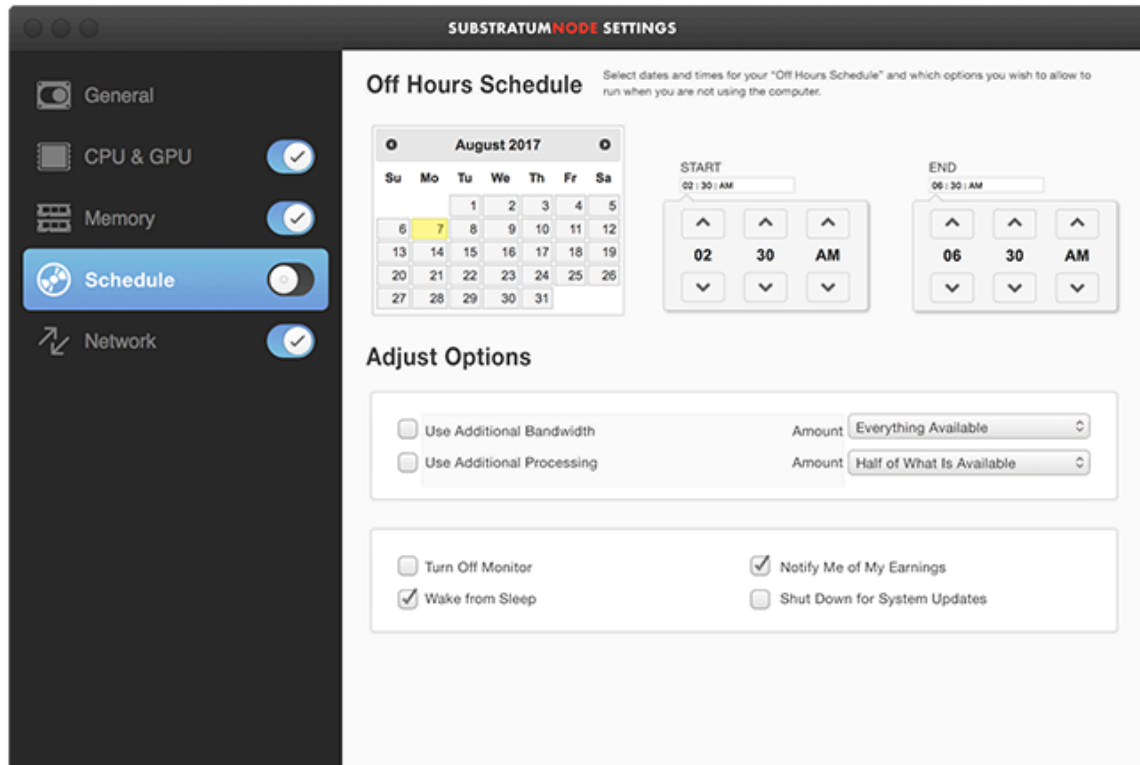 SUBSTRATUMNODE SETTINGS
General
CPU & GPU
Memory
Schedule
Network
Off Hours Schedule
Select dates and times for your "Off Hours Schedule" and which options you wish to allow to
run when you are not using the computer.
August 2017
Su Mo Tu We Th Fr Sa
1 2 3 4 5
6 7 8 9 10 11 12
13 14 15 16 17 18 19
20 21 22 23 24 25 26
27 28 29 30 31
START
02 : 30 : AM
02 30 AM
END
06 : 30 : AM
06 30 AM
Adjust Options
Use Additional Bandwidth Amount Everything Available
Use Additional Processing Amount Half of What Is Available
Turn Off Monitor Notify Me of My Earnings
Wake from Sleep Shut Down for System Updates